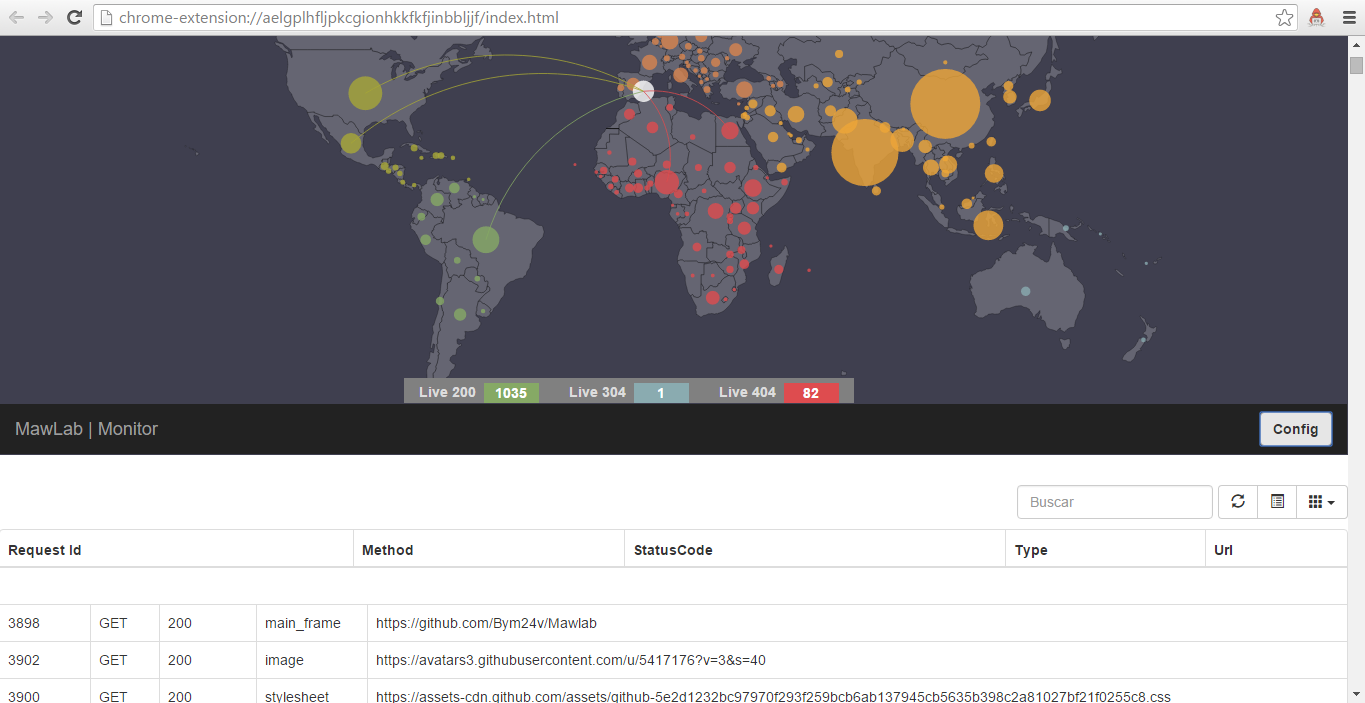 chrome-extension://aelgplhfljpkcgionhkkfkfjinbbljjf/index.html
Live 200 1035 Live 304 1 Live 404 82
MawLab | Monitor Config
Buscar
Request Id Method StatusCode Type Url
3898 GET 200 main_frame https://github.com/Bym24v/Mawlab
3902 GET 200 image https://avatars3.githubusercontent.com/u/5417176?v=3&s=40
3900 GET 200 stylesheet https://assets-cdn.github.com/assets/github-5e2d1232bc97970f293f259bcb6ab137945cb5635b398c2a81027bf21f0255c8.css